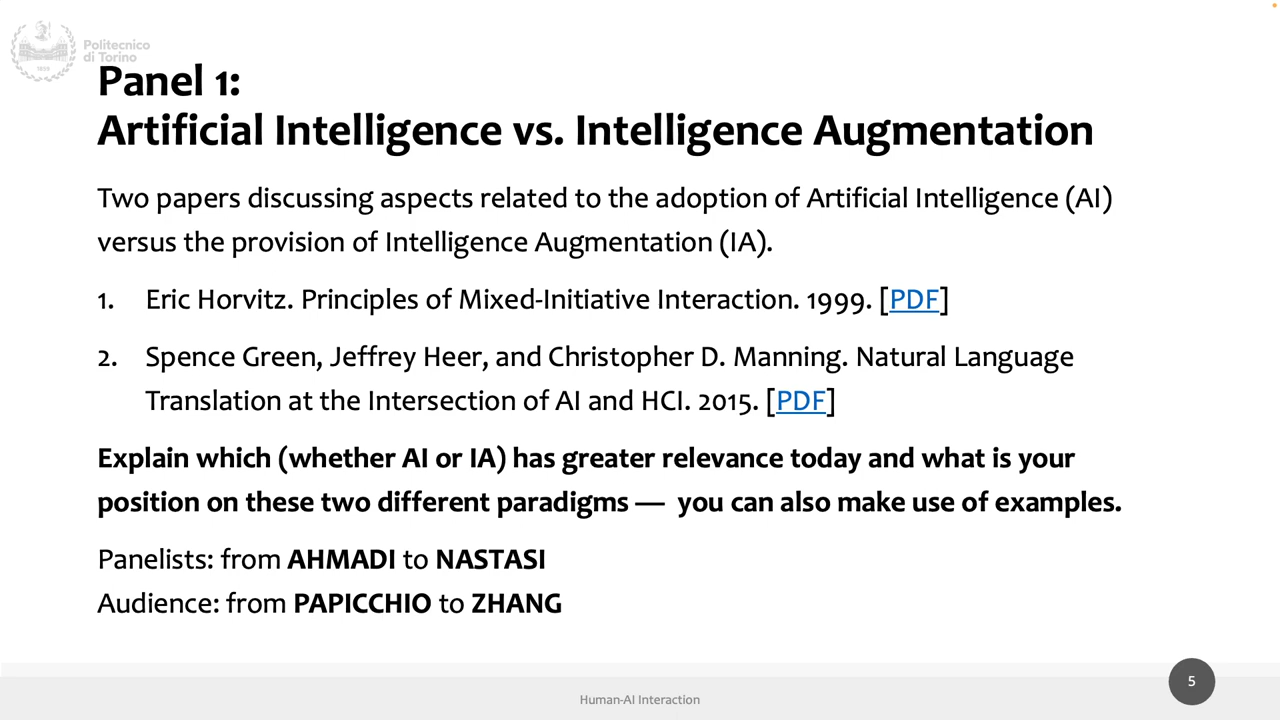 Politecnico
di Torino
1859
Panel 1:
Artificial Intelligence vs. Intelligence Augmentation
Two papers discussing aspects related to the adoption of Artificial Intelligence (AI)
versus the provision of Intelligence Augmentation (IA).
1. Eric Horvitz. Principles of Mixed-Initiative Interaction. 1999. [PDF]
2. Spence Green, Jeffrey Heer, and Christopher D. Manning. Natural Language
Translation at the Intersection of AI and HCI. 2015. [PDF]
Explain which (whether AI or IA) has greater relevance today and what is your
position on these two different paradigms — you can also make use of examples.
Panelists: from AHMADI to NASTASI
Audience: from PAPICCHIO to ZHANG
Human-AI Interaction
5